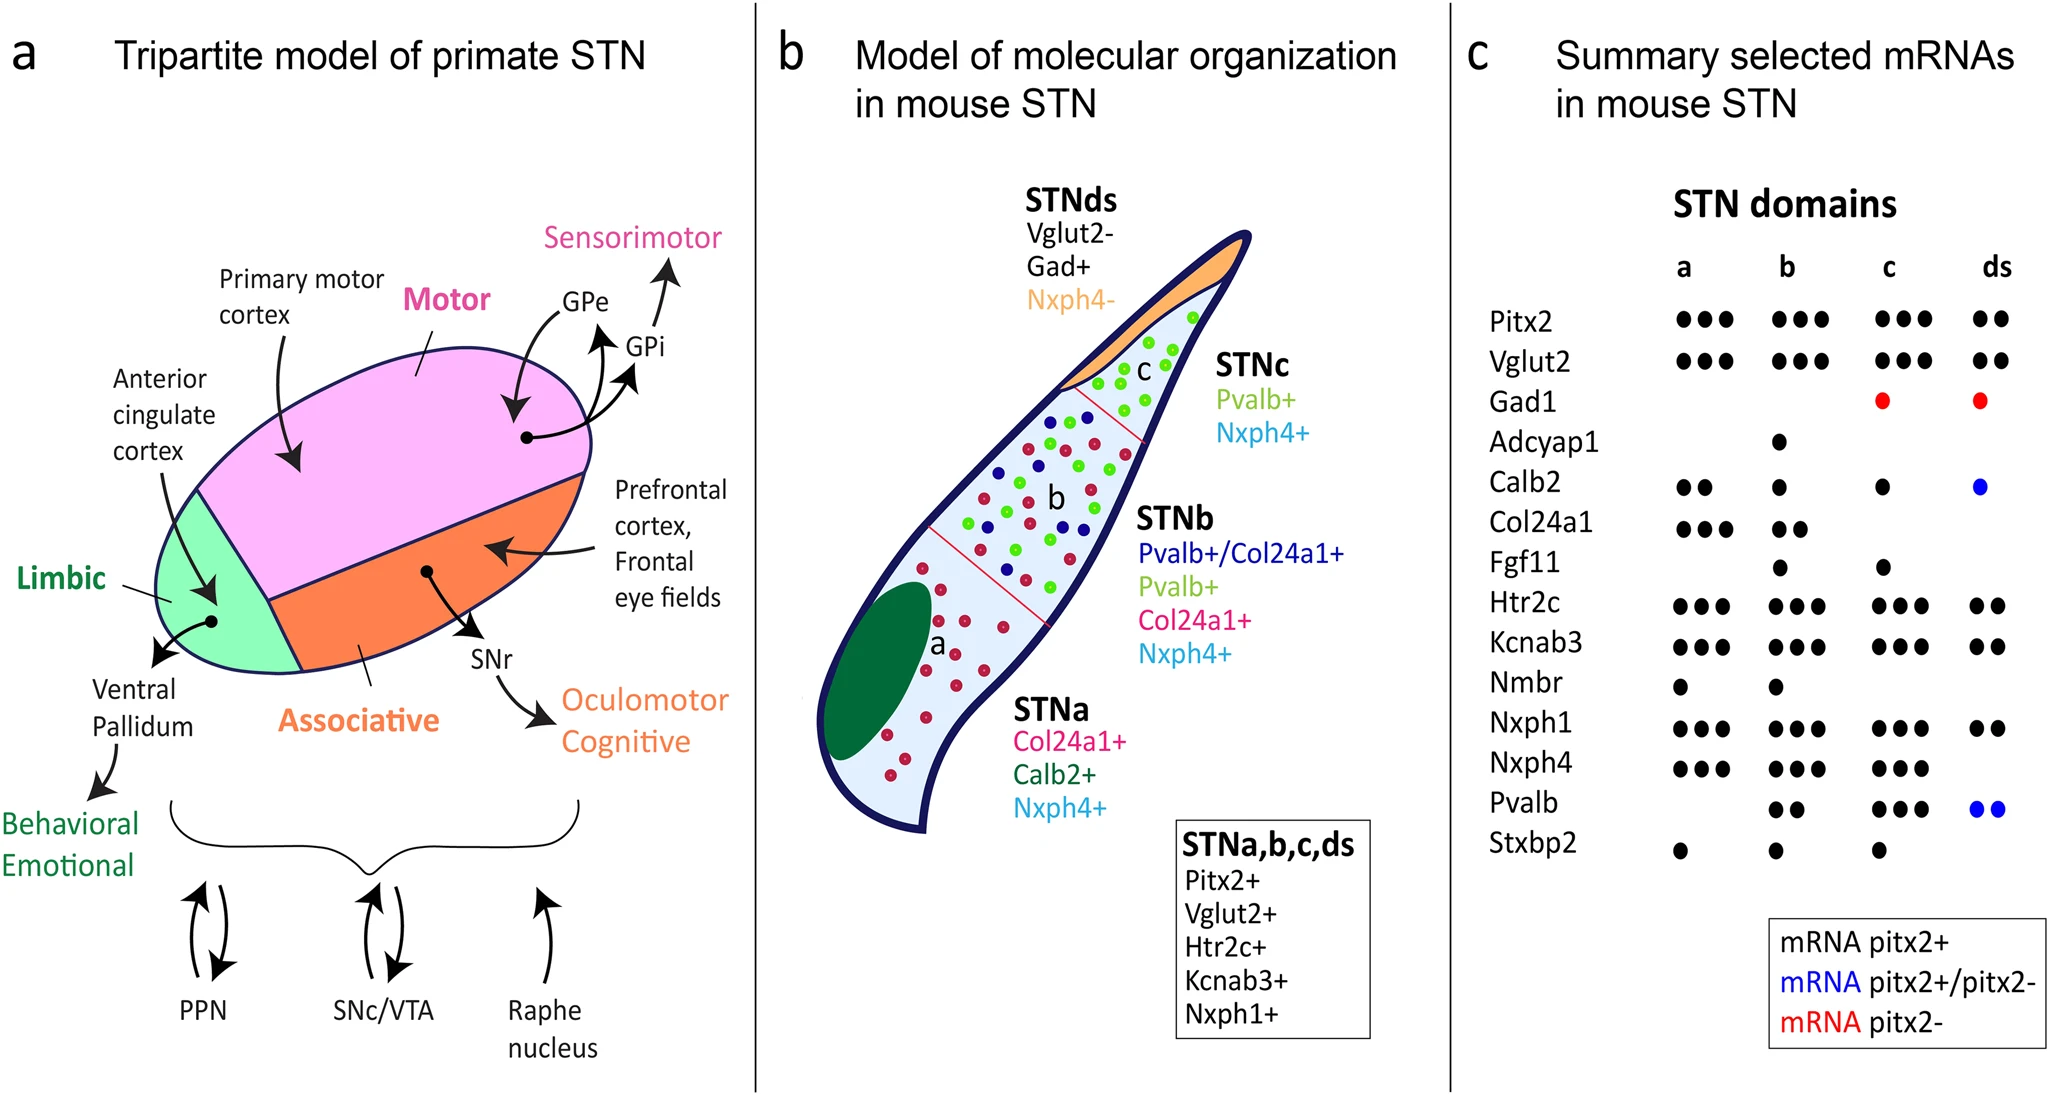 a
Tripartite model of primate STN
Sensorimotor
Primary motor
cortex
Motor
GPe
GPi
Anterior
cingulate
cortex
Prefrontal
cortex,
Frontal
eye fields
Limbic
SNr
Ventral
Pallidum
Associative
Oculomotor
Cognitive
Behavioral
Emotional
PPN
SNc/VTA
Raphe
nucleus
b
Model of molecular organization
in mouse STN
STNds
Vglut2-
Gad+
Nxph4-
c
STNc
Pvalb+
Nxph4+
b
STNb
Pvalb+/Col24a1+
Pvalb+
Col24a1+
Nxph4+
a
STNa
Col24a1+
Calb2+
Nxph4+
STNa,b,c,ds
Pitx2+
Vglut2+
Htr2c+
Kcnab3+
Nxph1+
c
Summary selected mRNAs
in mouse STN
STN domains
a b c ds
Pitx2
Vglut2
Gad1
Adcyap1
Calb2
Col24a1
Fgf11
Htr2c
Kcnab3
Nmbr
Nxph1
Nxph4
Pvalb
Stxbp2
mRNA pitx2+
mRNA pitx2+/pitx2-
mRNA pitx2-